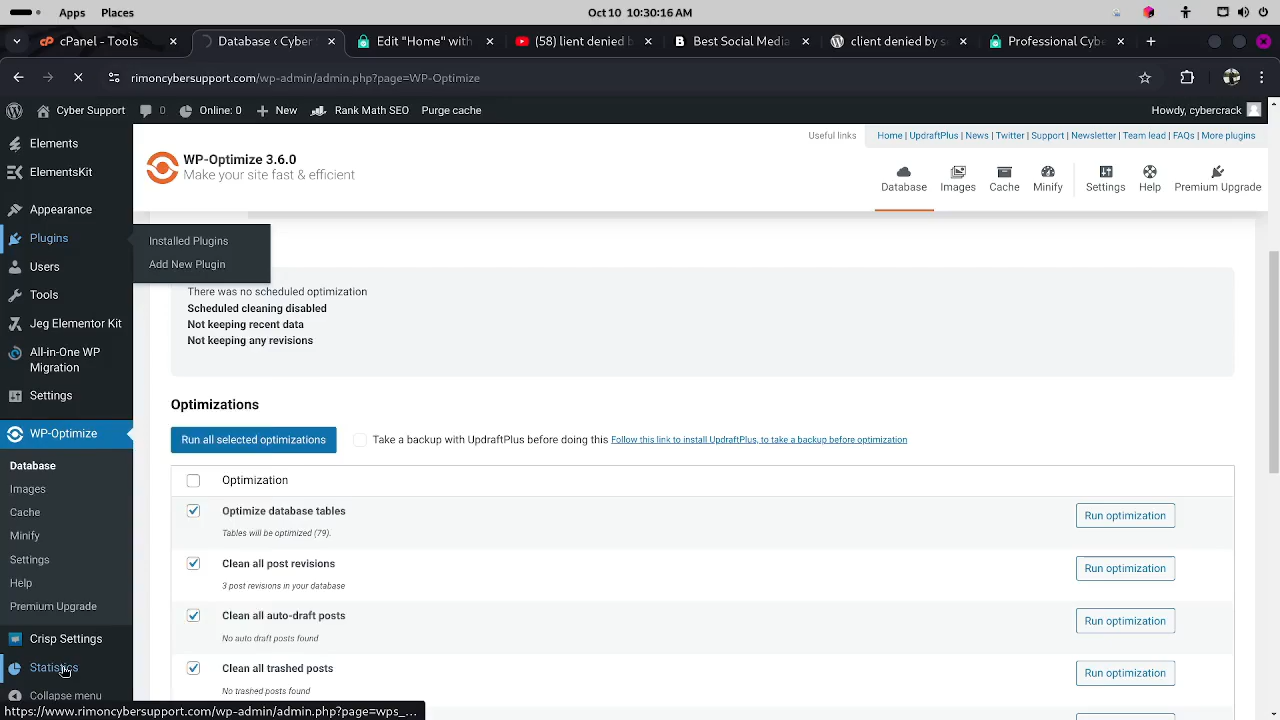 Apps Places Oct 10 10:30:16 AM
cPanel - Tools Database ‹ Cyber Edit "Home" with (58) lient denied b Best Social Media client denied by s Professional Cybe
rimoncybersupport.com/wp-admin/admin.php?page=WP-Optimize
Cyber Support 0 Online: 0 New Rank Math SEO Purge cache Howdy, cybercrack
Useful links Home | UpdraftPlus | News | Twitter | Support | Newsletter | Team lead | FAQs | More plugins
WP-Optimize 3.6.0
Make your site fast & efficient
Database Images Cache Minify Settings Help Premium Upgrade
Elements
ElementsKit
Appearance
Plugins
Installed Plugins
Add New Plugin
Users
Tools
Jeg Elementor Kit
All-in-One WP
Migration
Settings
WP-Optimize
Database
Images
Cache
Minify
Settings
Help
Premium Upgrade
Crisp Settings
Statistics
Collapse menu
There was no scheduled optimization
Scheduled cleaning disabled
Not keeping recent data
Not keeping any revisions
Optimizations
Run all selected optimizations Take a backup with UpdraftPlus before doing this Follow this link to install UpdraftPlus, to take a backup before optimization
Optimization
Optimize database tables Run optimization
Tables will be optimized (79).
Clean all post revisions Run optimization
3 post revisions in your database
Clean all auto-draft posts Run optimization
No auto draft posts found
Clean all trashed posts Run optimization
No trashed posts found
https://www.rimoncybersupport.com/wp-admin/admin.php?page=wps_...